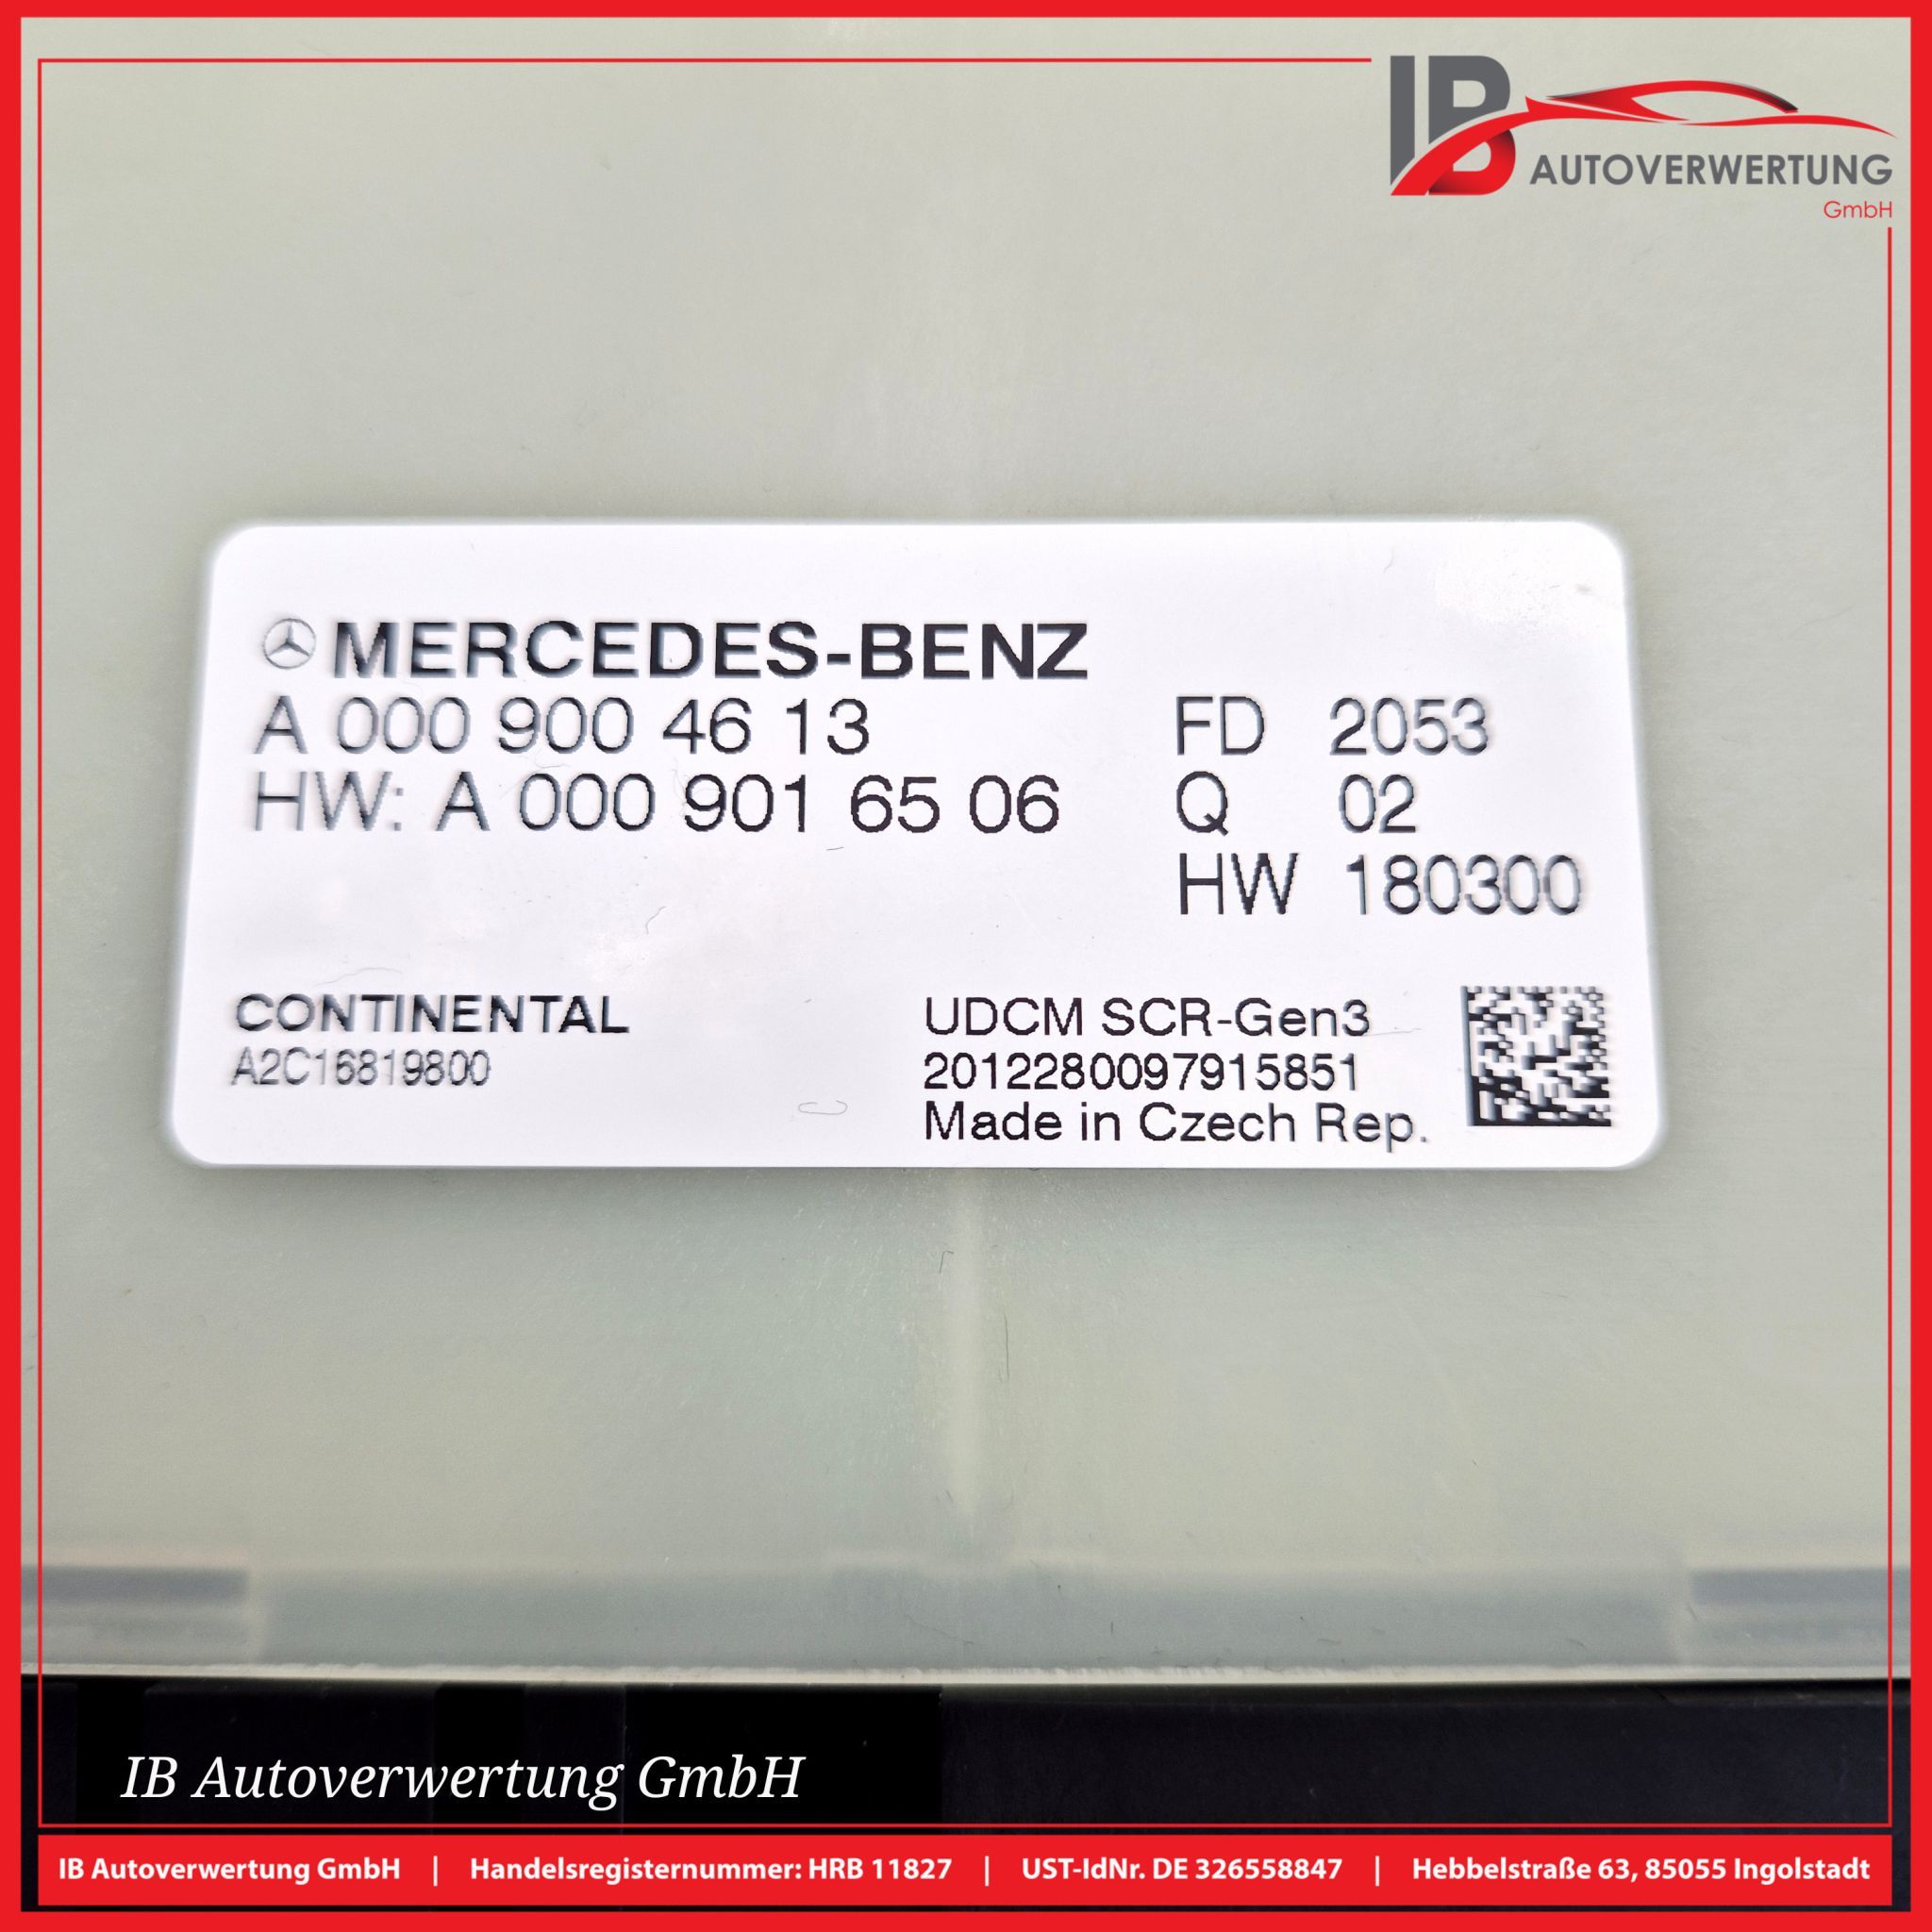 IB AUTOVERWERTUNG
GmbH
MERCEDES-BENZ
A 000 900 46 13 FD 2053
HW: A 000 901 65 06 Q 02
HW 180300
CONTINENTAL UDCM SCR-Gen3
A2C16819800 2012280097915851
Made in Czech Rep.
IB Autoverwertung GmbH
IB Autoverwertung GmbH | Handelsregisternummer: HRB 11827 | UST-IdNr. DE 326558847 | Hebbelstraße 63, 85055 Ingolstadt